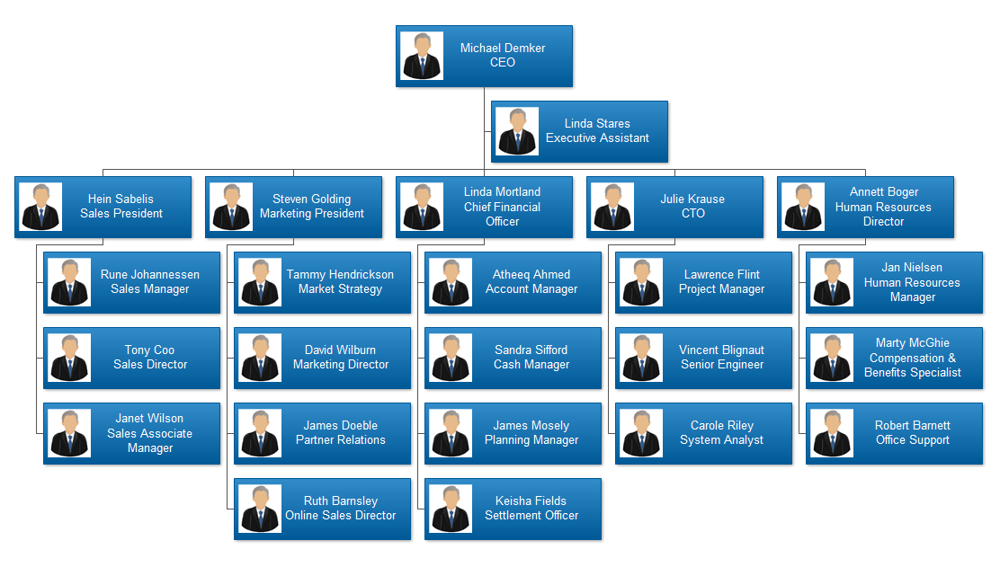 Michael Demker
CEO
Linda Stares
Executive Assistant
Hein Sabelis
Sales President
Steven Golding
Marketing President
Linda Mortland
Chief Financial
Officer
Julie Krause
CTO
Annett Boger
Human Resources
Director
Rune Johannessen
Sales Manager
Tammy Hendrickson
Market Strategy
Atheeq Ahmed
Account Manager
Lawrence Flint
Project Manager
Jan Nielsen
Human Resources
Manager
Tony Coo
Sales Director
David Wilburn
Marketing Director
Sandra Sifford
Cash Manager
Vincent Blignaut
Senior Engineer
Marty McGhie
Compensation &
Benefits Specialist
Janet Wilson
Sales Associate
Manager
James Doeble
Partner Relations
James Mosely
Planning Manager
Carole Riley
System Analyst
Robert Barnett
Office Support
Ruth Barnsley
Online Sales Director
Keisha Fields
Settlement Officer